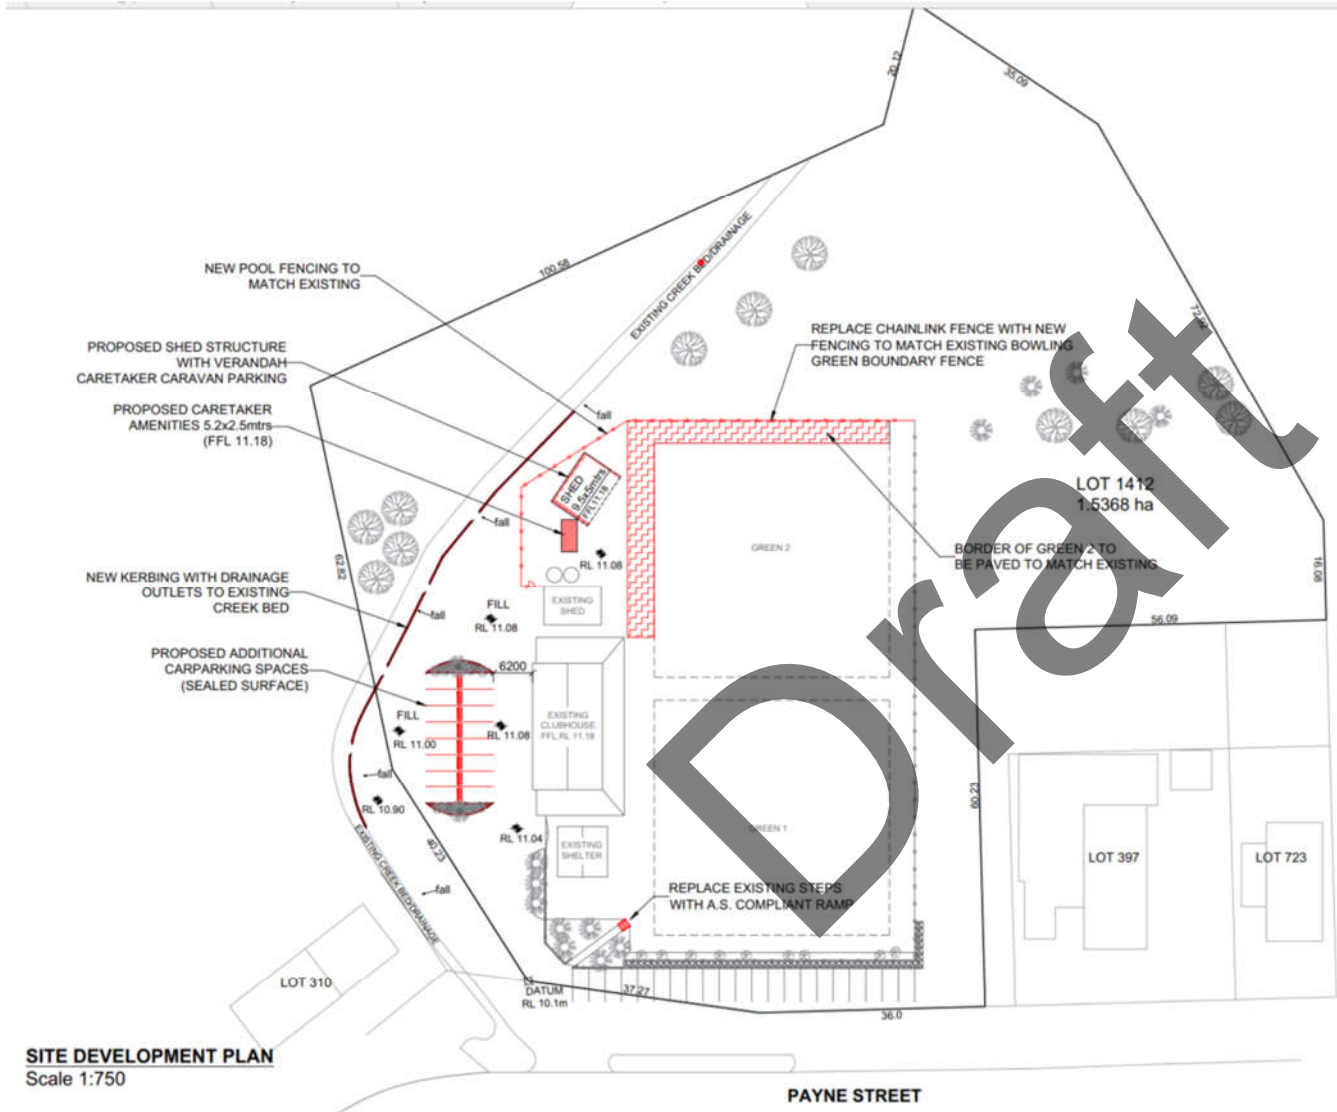 20.12
35.09
100.58
EXISTING CREEK BED/DRAINAGE
NEW POOL FENCING TO
MATCH EXISTING
PROPOSED SHED STRUCTURE
WITH VERANDAH
CARETAKER CARAVAN PARKING
PROPOSED CARETAKER
AMENITIES 5.2x2.5mtrs
(FFL 11.18)
REPLACE CHAINLINK FENCE WITH NEW
FENCING TO MATCH EXISTING BOWLING
GREEN BOUNDARY FENCE
fall
SHED
9.5x5mtrs
FFL11.18
fall
LOT 1412
1.5368 ha
GREEN 2
BORDER OF GREEN 2 TO
BE PAVED TO MATCH EXISTING
RL 11.08
62.82
16.08
NEW KERBING WITH DRAINAGE
OUTLETS TO EXISTING
CREEK BED
EXISTING
SHED
fall
FILL
RL 11.08
56.09
PROPOSED ADDITIONAL
CARPARKING SPACES
(SEALED SURFACE)
6200
FILL
RL 11.00
RL 11.08
EXISTING
CLUBHOUSE
FFL RL 11.18
fall
RL 10.90
60.23
RL 11.04
GREEN 1
EXISTING
SHELTER
40.23
EXISTING CREEK BED/DRAINAGE
LOT 397
LOT 723
fall
REPLACE EXISTING STEPS
WITH A.S. COMPLIANT RAMP
LOT 310
DATUM
RL 10.1m
37.27
36.0
SITE DEVELOPMENT PLAN
Scale 1:750
PAYNE STREET
Draft